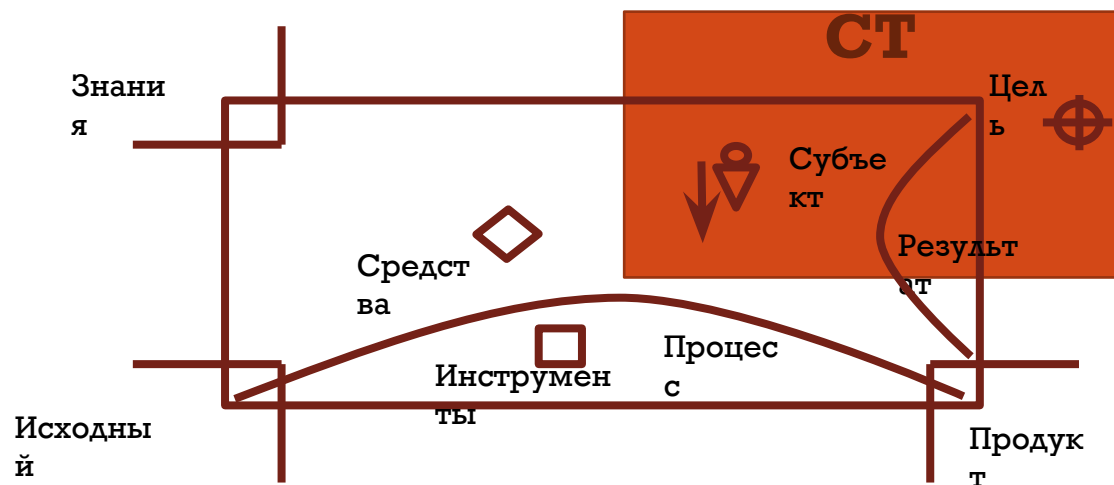 СТ
Знани
я
Цел
ь
Субъе
кт
Результ
ат
Средст
ва
Процес
с
Инструмен
ты
Исходны
й
Продук
т